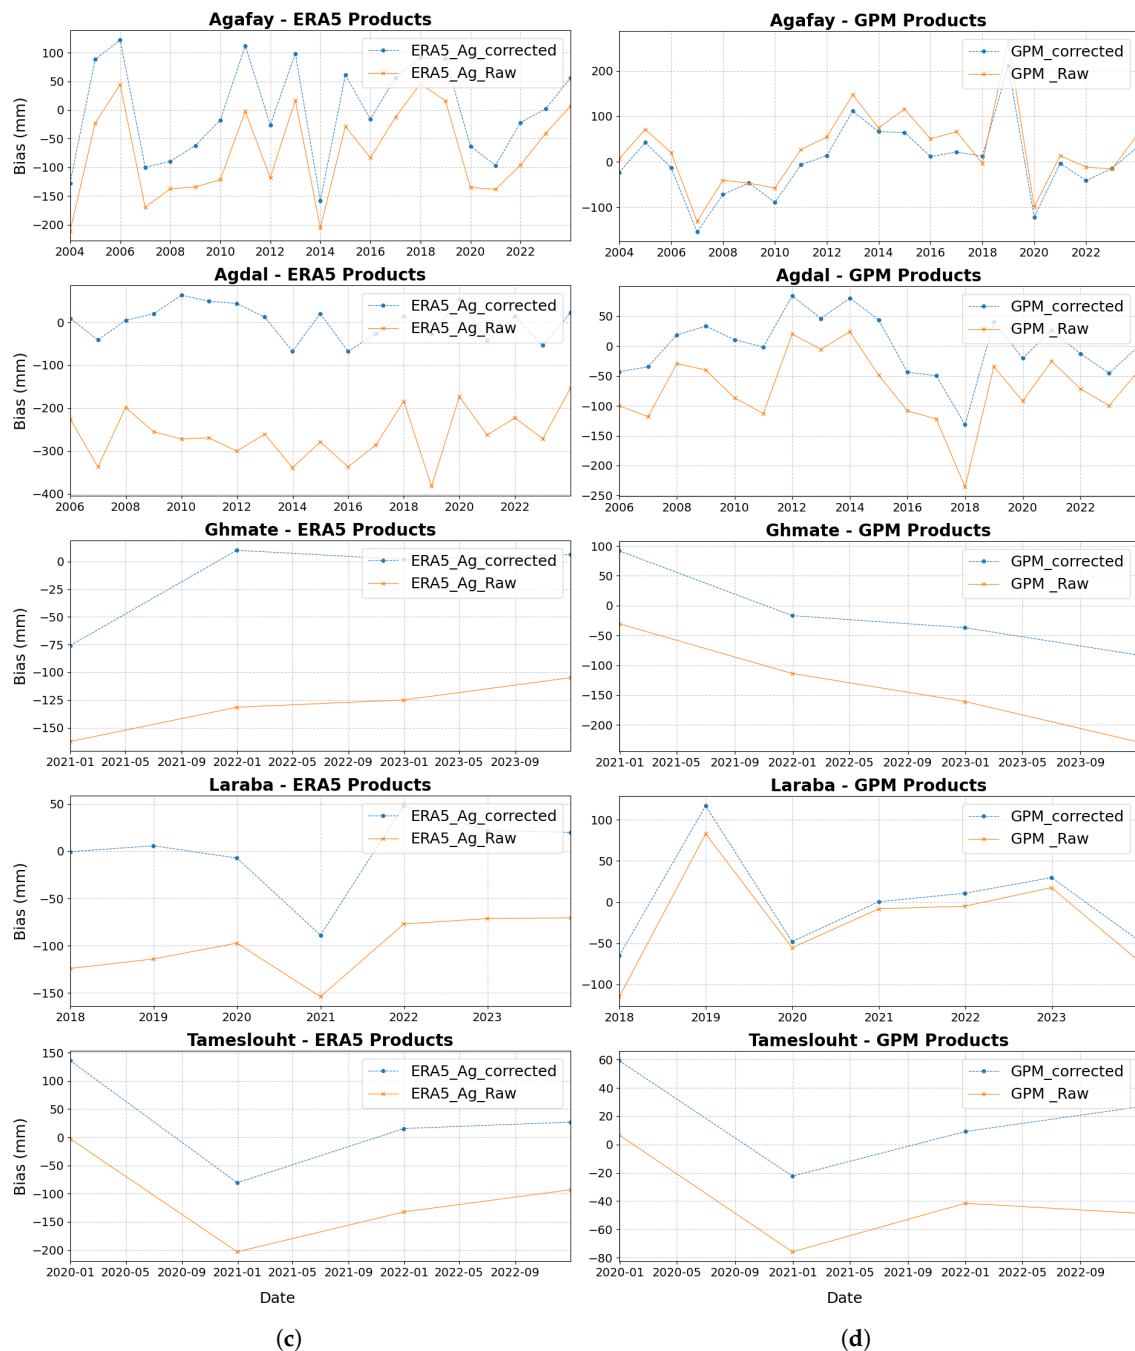 Agafay - ERA5 Products
Bias (mm)
100
50
0
−50
−100
−150
−200
ERA5_Ag_corrected
ERA5_Ag_Raw
2004 2005 2006 2007 2008 2009 2010 2011 2012 2013 2014 2015 2016 2017 2018 2019 2020 2021 2022
Agafay - GPM Products
200
100
0
−100
GPM_corrected
GPM _Raw
2004 2006 2008 2010 2012 2014 2016 2018 2020 2022
Agdal - ERA5 Products
Bias (mm)
0
−100
−200
−300
−400
ERA5_Ag_corrected
ERA5_Ag_Raw
2006 2008 2010 2012 2014 2016 2018 2020 2022
Agdal - GPM Products
50
0
−50
−100
−150
−200
−250
GPM_corrected
GPM _Raw
2006 2008 2010 2012 2014 2016 2018 2020 2022
Ghmate - ERA5 Products
Bias (mm)
0
−25
−50
−75
−100
−125
−150
ERA5_Ag_corrected
ERA5_Ag_Raw
2021-01 2021-05 2021-09 2022-01 2022-05 2022-09 2023-01 2023-05 2023-09
Ghmate - GPM Products
100
50
0
−50
−100
−150
−200
GPM_corrected
GPM _Raw
2021-01 2021-05 2021-09 2022-01 2022-05 2022-09 2023-01 2023-05 2023-09
Laraba - ERA5 Products
Bias (mm)
50
0
−50
−100
−150
ERA5_Ag_corrected
ERA5_Ag_Raw
2018 2019 2020 2021 2022 2023
Laraba - GPM Products
100
50
0
−50
−100
GPM_corrected
GPM _Raw
2018 2019 2020 2021 2022 2023
Tameslouht - ERA5 Products
Bias (mm)
150
100
50
0
−50
−100
−150
−200
ERA5_Ag_corrected
ERA5_Ag_Raw
2020-01 2020-05 2020-09 2021-01 2021-05 2021-09 2022-01 2022-05 2022-09
Date
Tameslouht - GPM Products
60
40
20
0
−20
−40
−60
−80
GPM_corrected
GPM _Raw
2020-01 2020-05 2020-09 2021-01 2021-05 2021-09 2022-01 2022-05 2022-09
Date
(c)
(d)